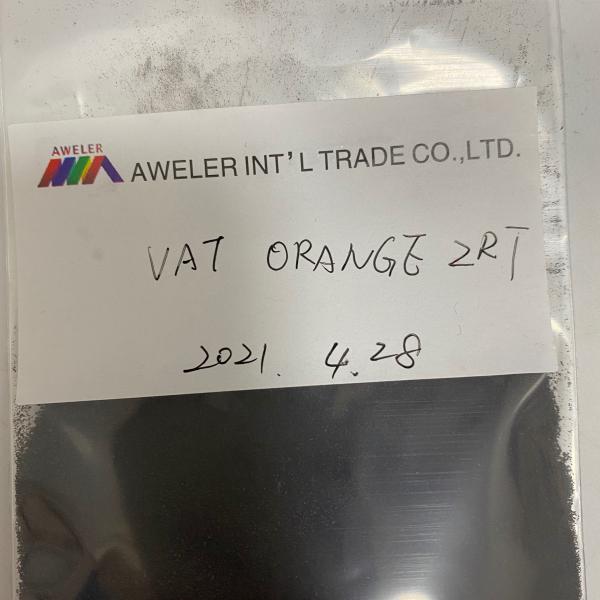 AWELER
AWELER INT'L TRADE CO.,LTD.
VAT ORANGE 2RT
2021. 4.28